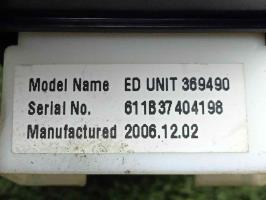 Model Name ED UNIT 369490
Serial No. 611B37404198
Manufactured 2006.12.02